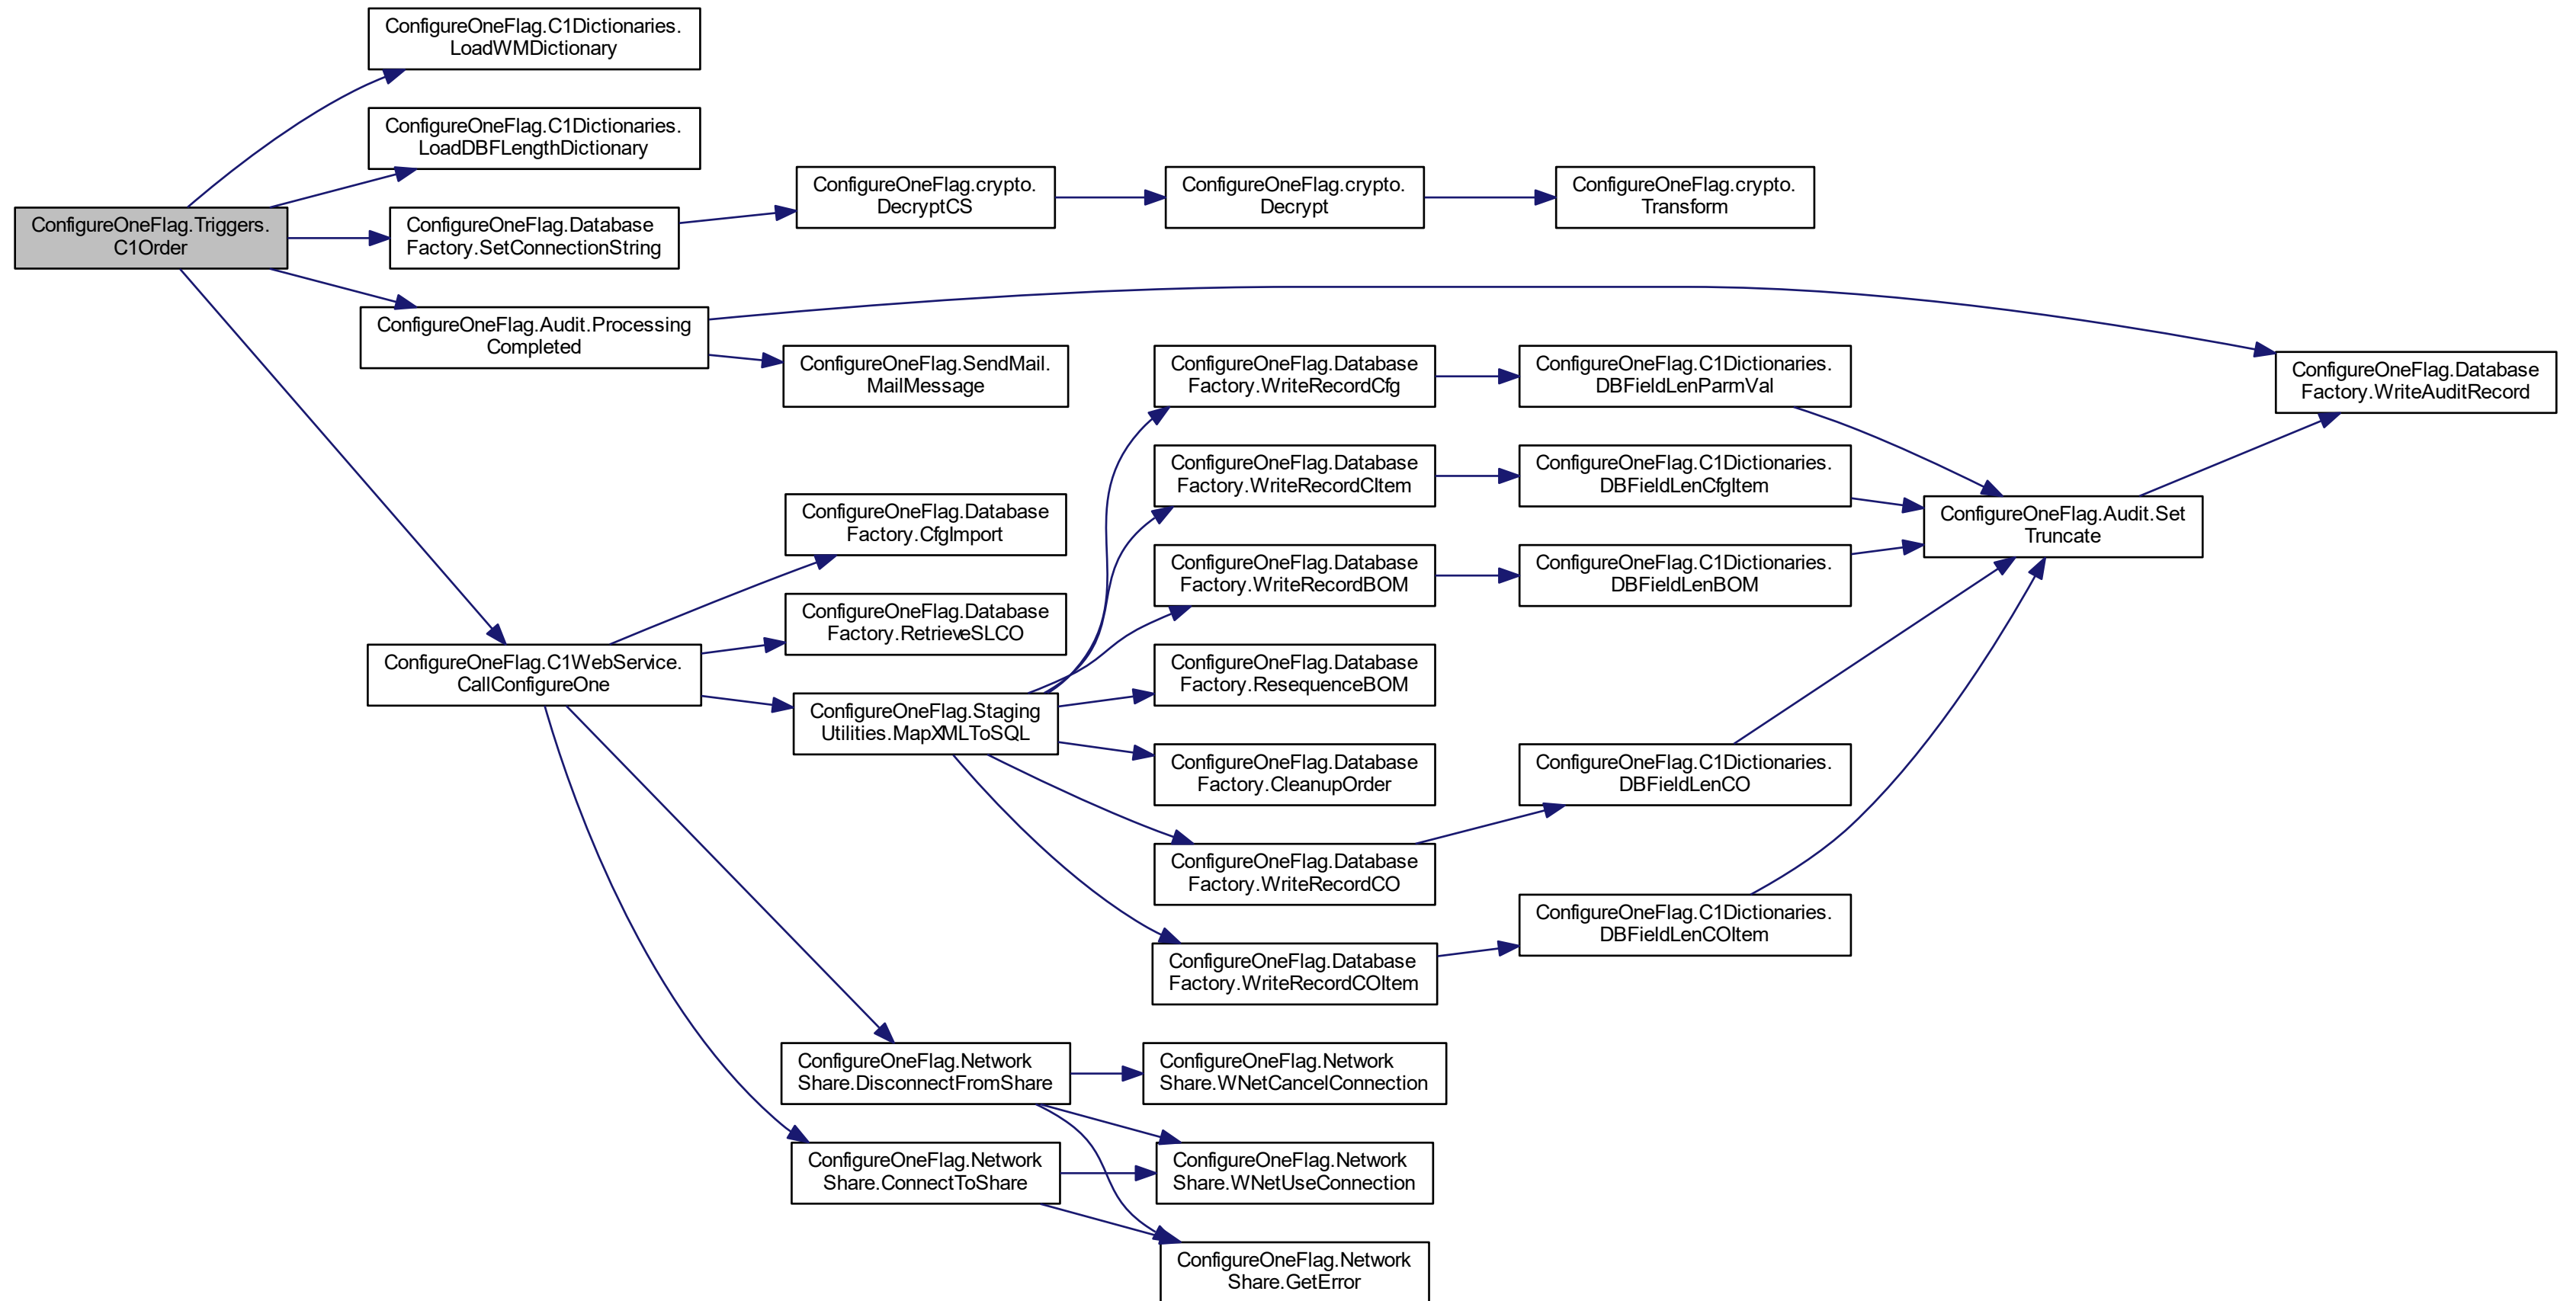 ConfigureOneFlag.C1Dictionaries.
LoadWMDictionary
ConfigureOneFlag.C1Dictionaries.
LoadDBFLengthDictionary
ConfigureOneFlag.Triggers.
C1Order
ConfigureOneFlag.Database
Factory.SetConnectionString
ConfigureOneFlag.crypto.
DecryptCS
ConfigureOneFlag.crypto.
Decrypt
ConfigureOneFlag.crypto.
Transform
ConfigureOneFlag.Audit.Processing
Completed
ConfigureOneFlag.SendMail.
MailMessage
ConfigureOneFlag.Database
Factory.WriteRecordCfg
ConfigureOneFlag.C1Dictionaries.
DBFieldLenParmVal
ConfigureOneFlag.Database
Factory.WriteAuditRecord
ConfigureOneFlag.Database
Factory.WriteRecordCItem
ConfigureOneFlag.C1Dictionaries.
DBFieldLenCfgItem
ConfigureOneFlag.Audit.Set
Truncate
ConfigureOneFlag.Database
Factory.CfgImport
ConfigureOneFlag.Database
Factory.WriteRecordBOM
ConfigureOneFlag.C1Dictionaries.
DBFieldLenBOM
ConfigureOneFlag.Database
Factory.RetrieveSLCO
ConfigureOneFlag.C1WebService.
CallConfigureOne
ConfigureOneFlag.Database
Factory.ResequenceBOM
ConfigureOneFlag.Staging
Utilities.MapXMLToSQL
ConfigureOneFlag.Database
Factory.CleanupOrder
ConfigureOneFlag.C1Dictionaries.
DBFieldLenCO
ConfigureOneFlag.Database
Factory.WriteRecordCO
ConfigureOneFlag.C1Dictionaries.
DBFieldLenCOItem
ConfigureOneFlag.Database
Factory.WriteRecordCOItem
ConfigureOneFlag.Network
Share.DisconnectFromShare
ConfigureOneFlag.Network
Share.WNetCancelConnection
ConfigureOneFlag.Network
Share.ConnectToShare
ConfigureOneFlag.Network
Share.WNetUseConnection
ConfigureOneFlag.Network
Share.GetError